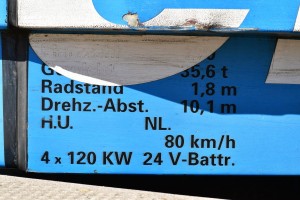 35,6 t
Radstand 1,8 m
Drehz.-Abst. 10,1 m
H.U. NL.
80 km/h
4 x 120 KW 24 V-Battr.